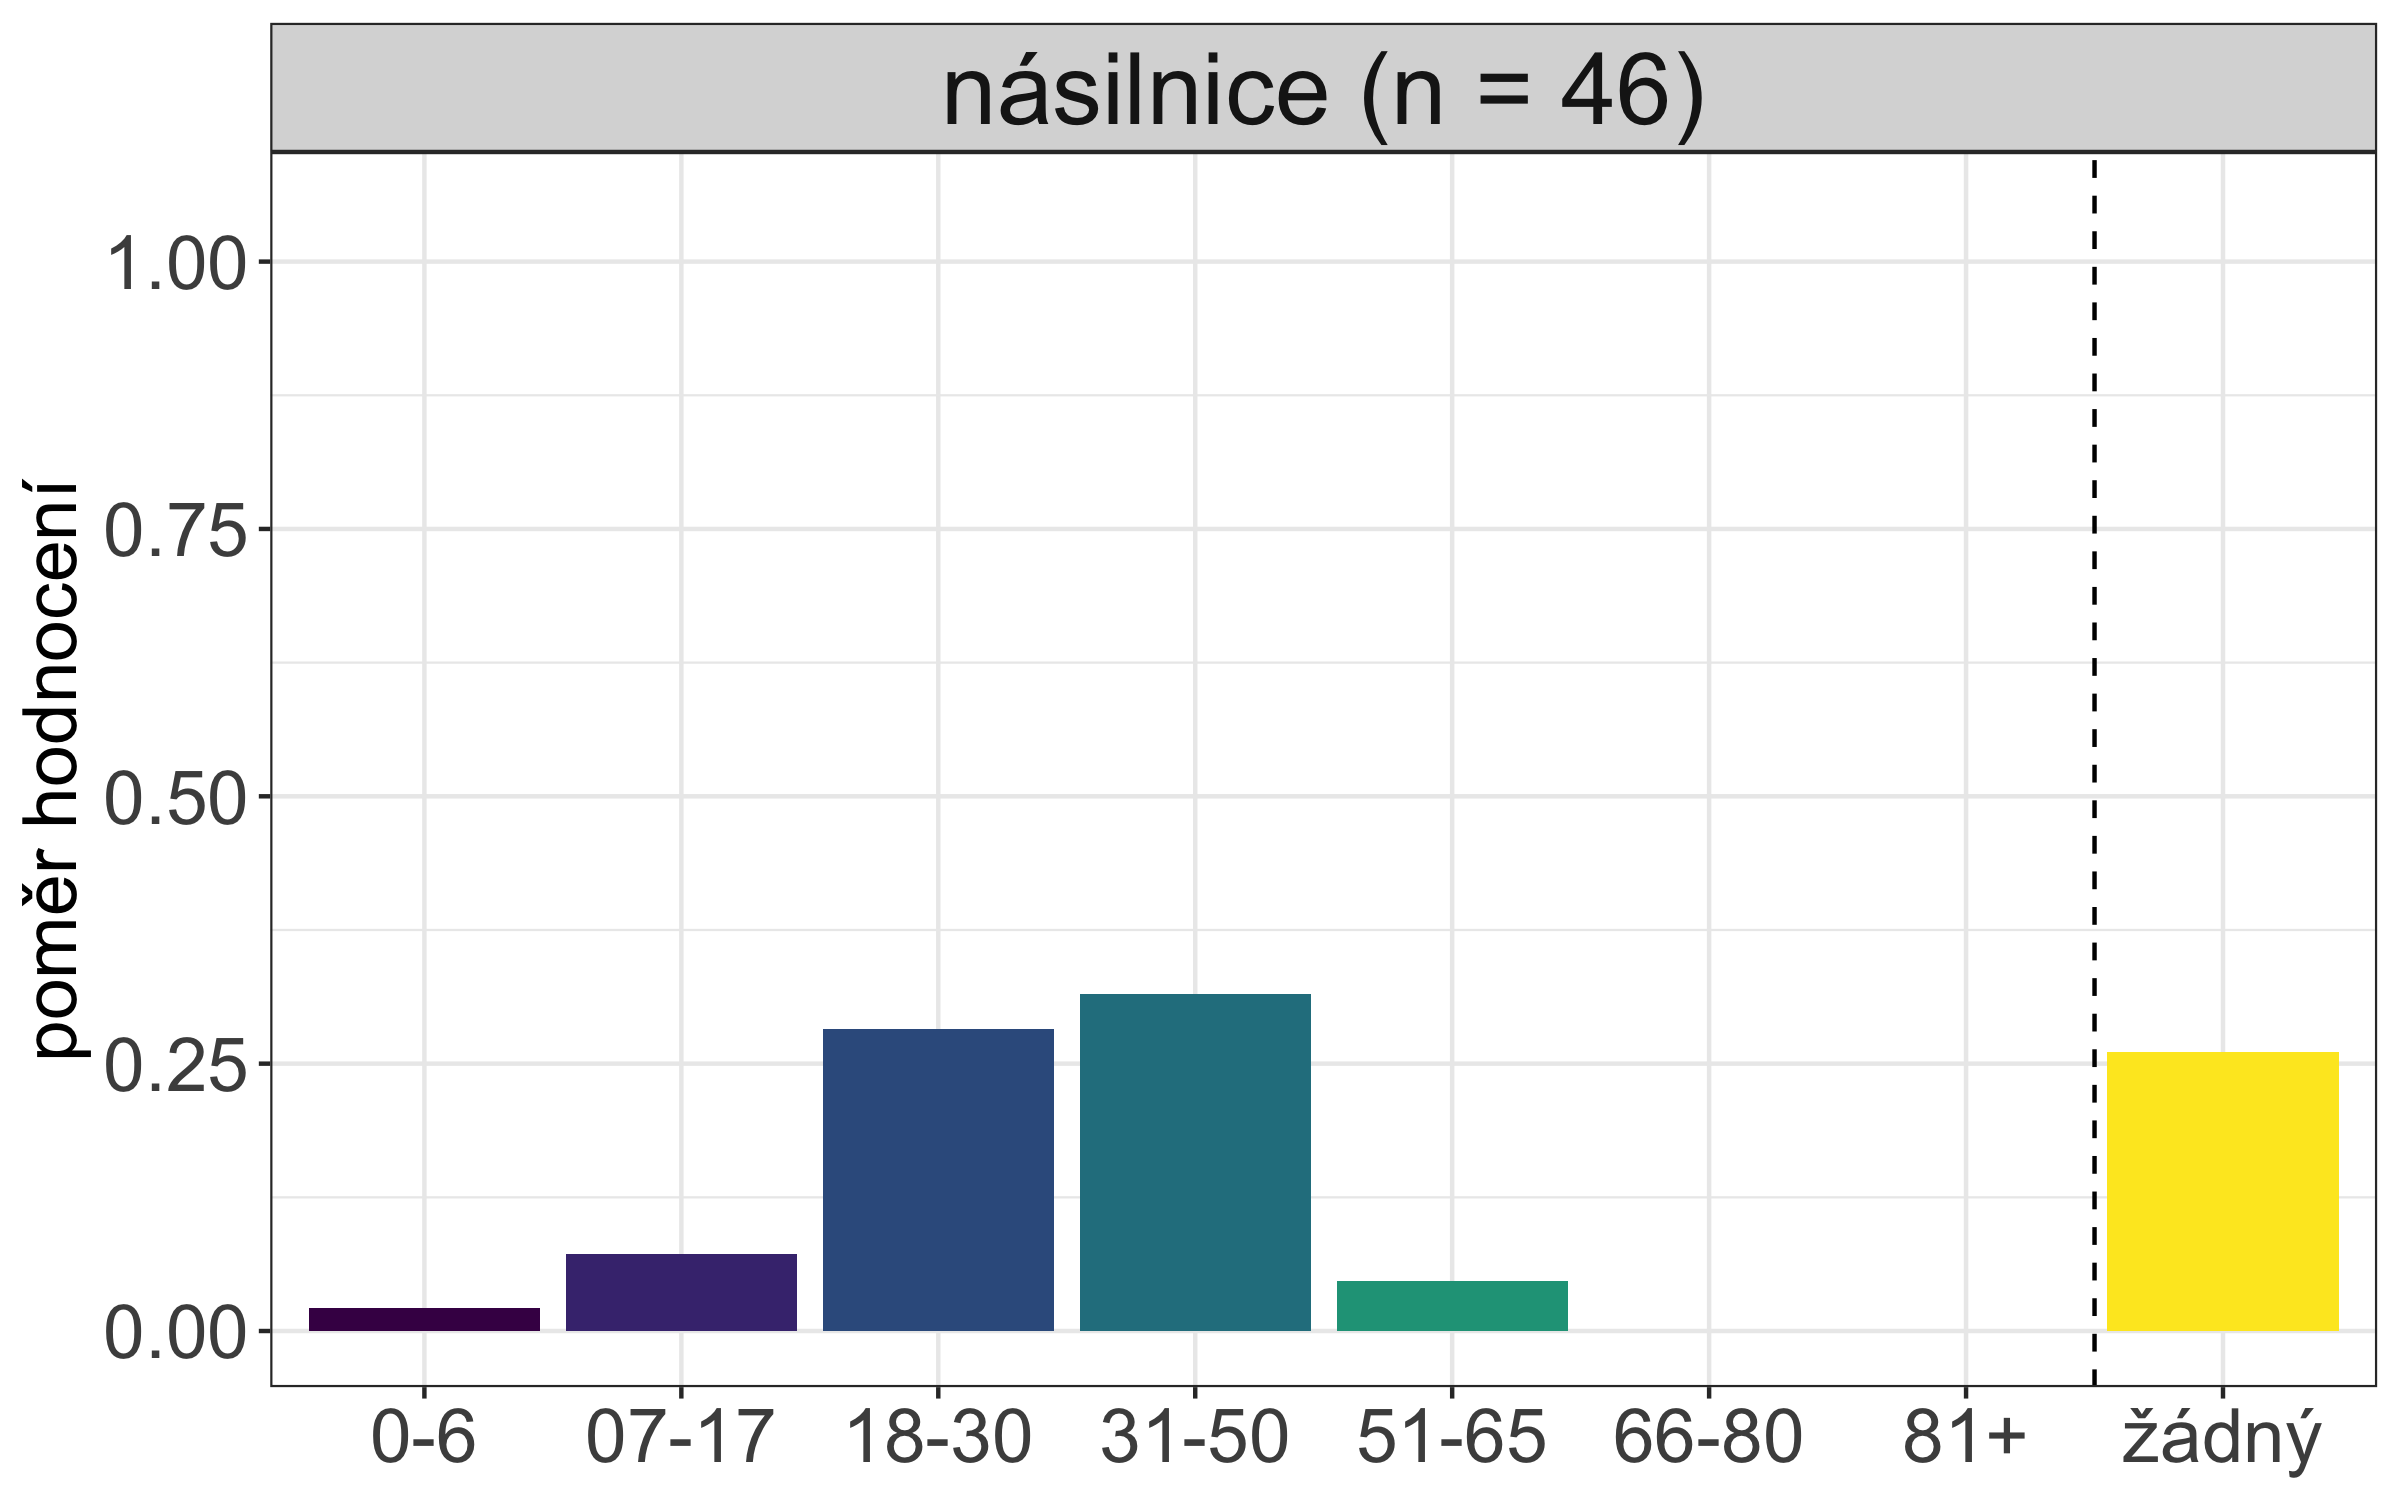 násilnice (n = 46)
poměr hodnocení
1.00
0.75
0.50
0.25
0.00
0-6 07-17 18-30 31-50 51-65 66-80 81+ žádný